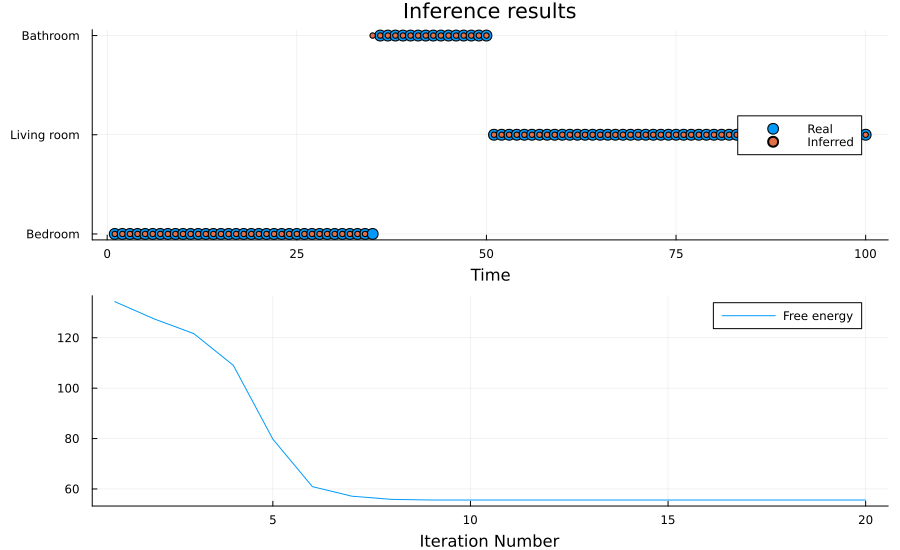 Inference results
Bathroom
Living room
Bedroom
Real
Inferred
0 25 50 75 100
Time
120
100
80
60
Free energy
5 10 15 20
Iteration Number